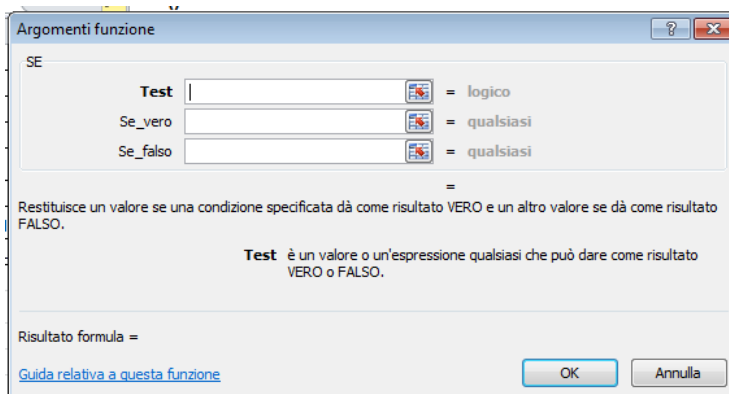 Argomenti funzione
SE
Test = logico
Se_vero = qualsiasi
Se_falso = qualsiasi
=
Restituisce un valore se una condizione specificata dà come risultato VERO e un altro valore se dà come risultato
FALSO.
Test è un valore o un'espressione qualsiasi che può dare come risultato
VERO o FALSO.
Risultato formula =
Guida relativa a questa funzione
OK Annulla